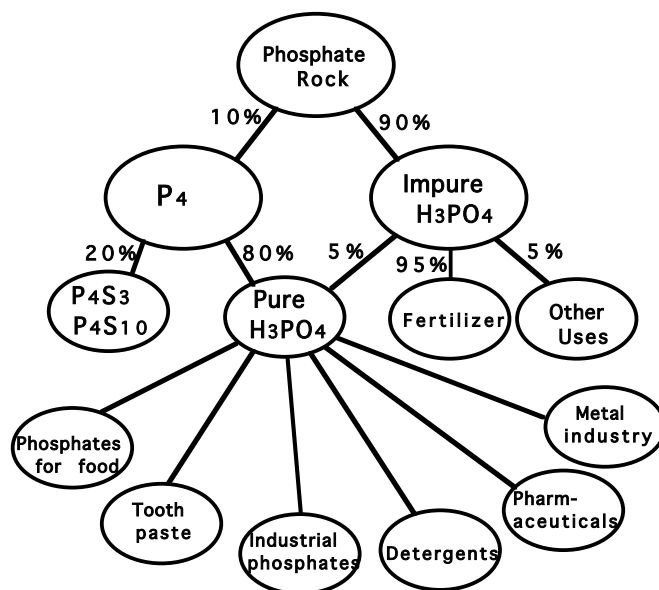 Phosphate
Rock
10%
90%
P4
Impure
H3PO4
20%
80%
5%
95%
5%
P4S3
P4S10
Pure
H3PO4
Fertilizer
Other
Uses
Phosphates
for food
Tooth
paste
Industrial
phosphates
Detergents
Pharm-
aceuticals
Metal
industry